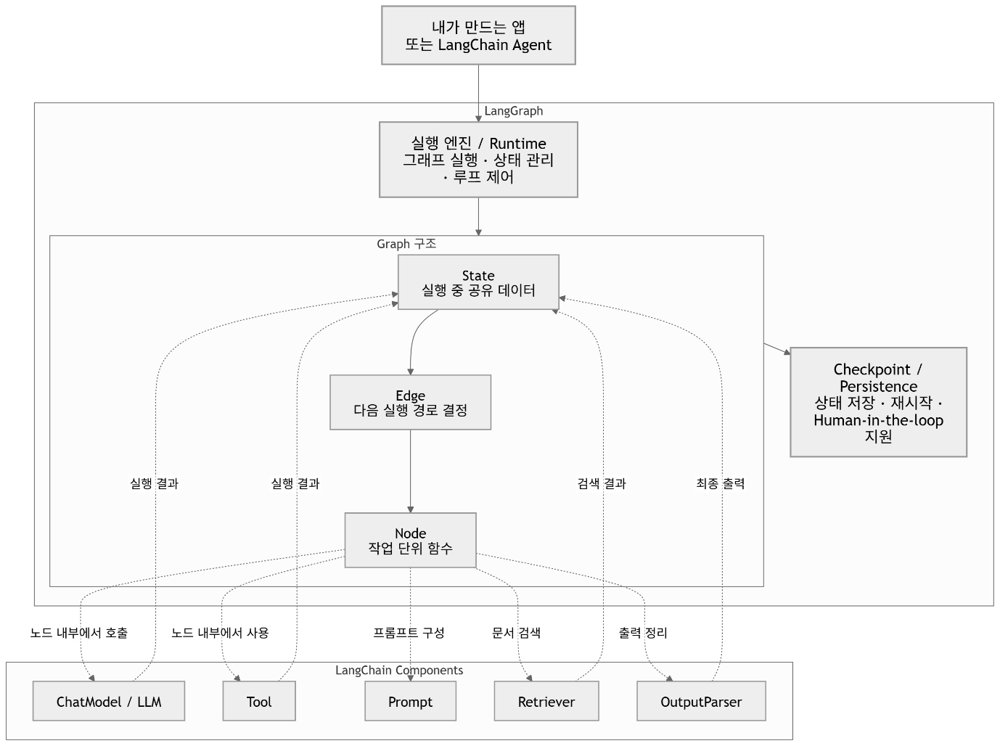 내가 만드는 앱
또는 LangChain Agent
LangGraph
실행 엔진 / Runtime
그래프 실행 · 상태 관리
· 루프 제어
Graph 구조
State
실행 중 공유 데이터
Edge
다음 실행 경로 결정
Checkpoint /
Persistence
상태 저장 · 재시작 ·
Human-in-the-loop
지원
실행 결과
실행 결과
검색 결과
최종 출력
Node
작업 단위 함수
노드 내부에서 호출
노드 내부에서 사용
프롬프트 구성
문서 검색
출력 정리
LangChain Components
ChatModel / LLM
Tool
Prompt
Retriever
OutputParser